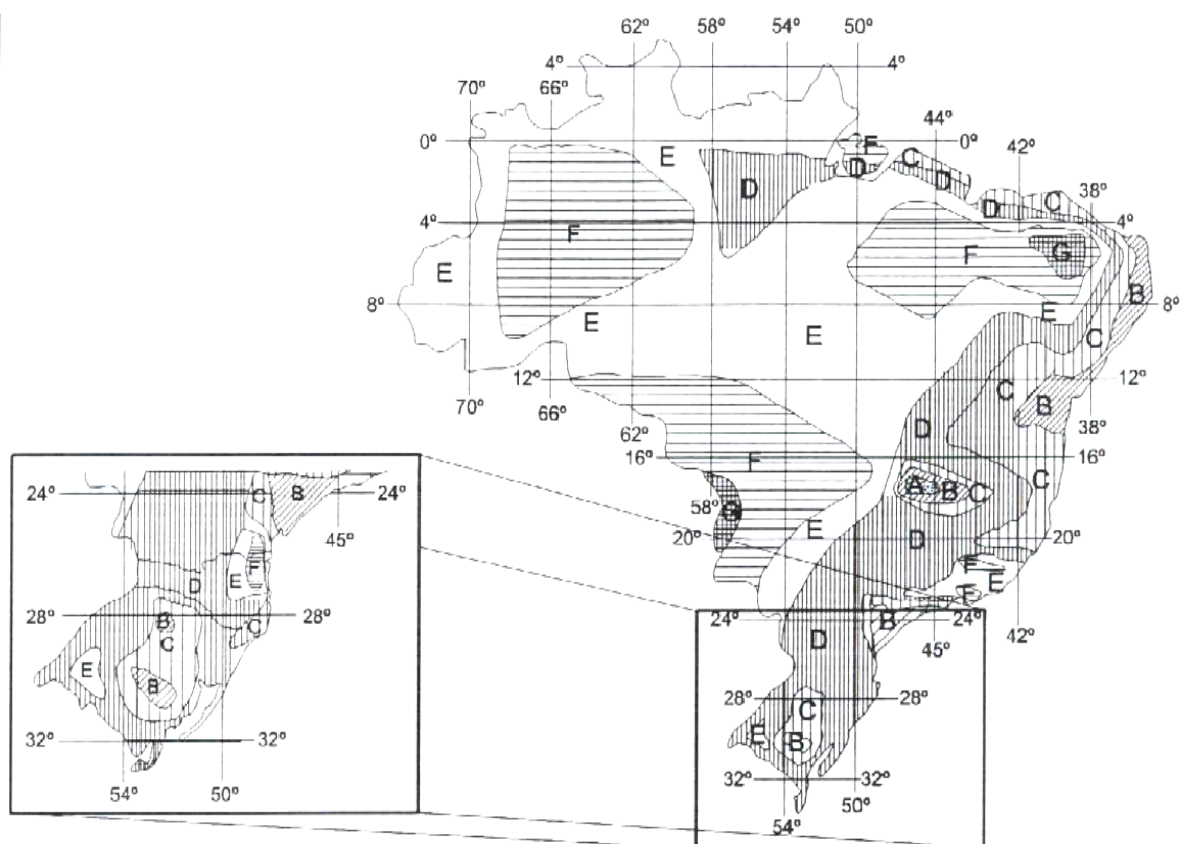 62º 58º 54º 50º
4º 4º
70º 66º
44º
0º E F 0º
C
42º
D D D
38º
D C
4º 4º
F F G
E
B
8º E 8º
E E C
12º 12º
C
B
70º 66º
38º
62º D
16º F 16º
C
A B C
58º G
24º C B 24º
E
20º D 20º
45º
F
F E
E
D F
24º B 24º
28º B 28º
45º 42º
C C
D
E
B
28º 28º
C
32º 32º
E B
54º 50º
32º 32º
50º
54º